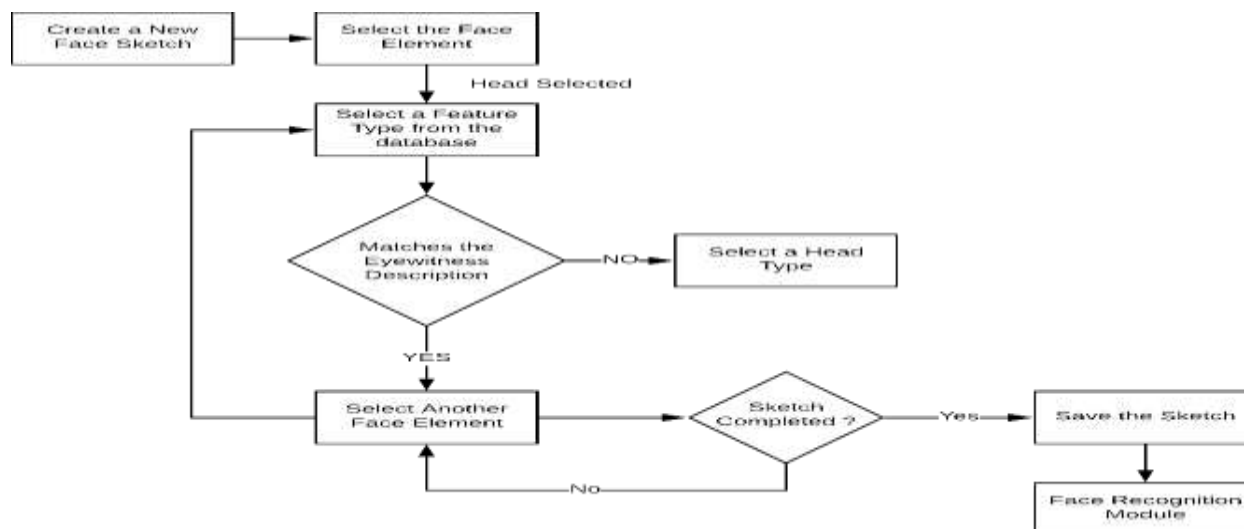 Create a New
Face Sketch
Select the Face
Element
Head Selected
Select a Feature
Type from the
database
Matches the
Eyewitness
Description
NO
Select a Head
Type
YES
Select Another
Face Element
Sketch
Completed ?
Yes
Save the Sketch
No
Face Recognition
Module